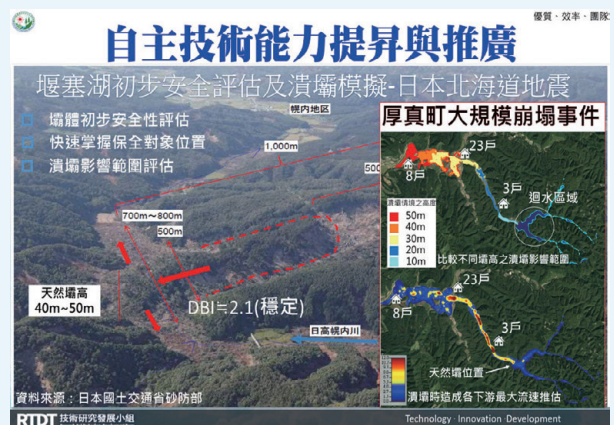 優質、效率、團隊
自主技術能力提昇與推廣
堰塞湖初步安全評估及潰壩模擬-日本北海道地震
壩體初步安全性評估
快速掌握保全對象位置
潰壩影響範圍評估
幌内地区
1,000m
500
700m～800m
500m
天然壩高
40m~50m
DBI≒2.1(穩定)
日高幌内川
資料來源：日本國土交通省砂防部
厚真町大規模崩塌事件
23戶
8戶
3戶
迴水區域
潰壩情境之高度
50m
40m
30m
20m
10m
比較不同壩高之潰壩影響範圍
23戶
8戶
3戶
天然壩位置
潰壩時造成各下游最大流速推估
RTDT 技術研究發展小組
Technology · Innovation · Development